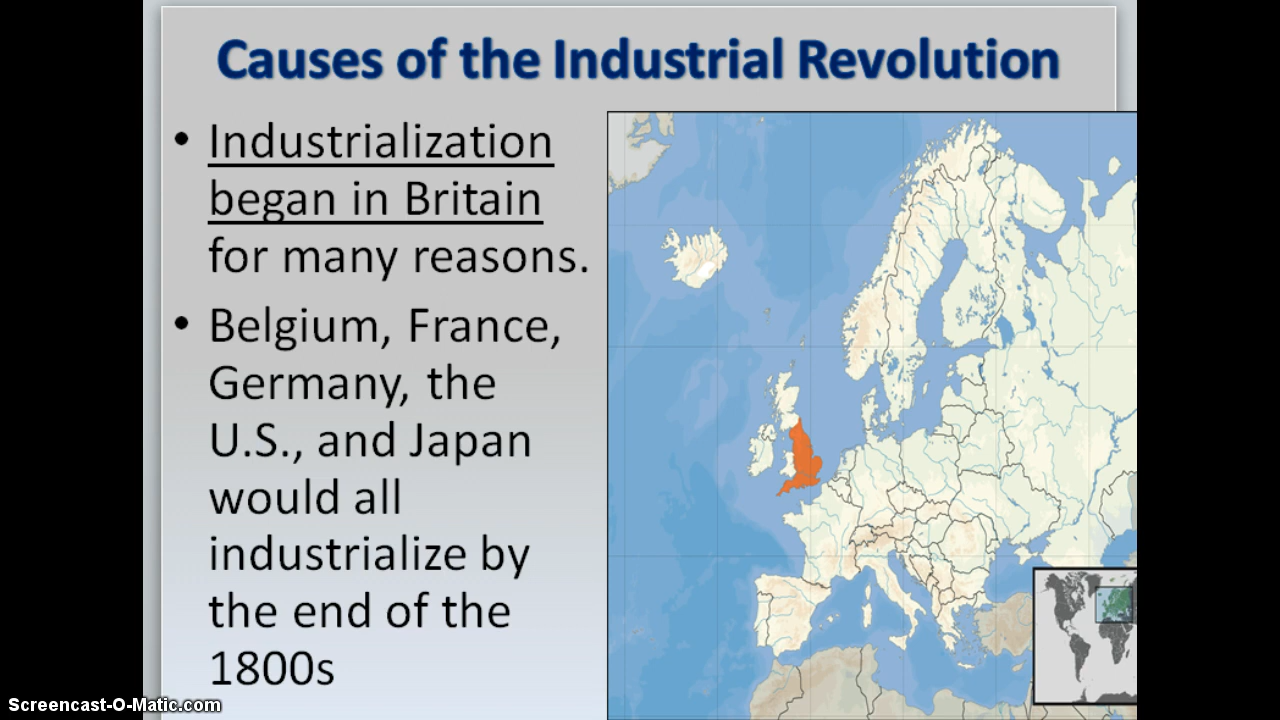 Causes of the Industrial Revolution
• Industrialization
began in Britain
for many reasons.
• Belgium, France,
Germany, the
U.S., and Japan
would all
industrialize by
the end of the
1800s
Screencast-O-Matic.com